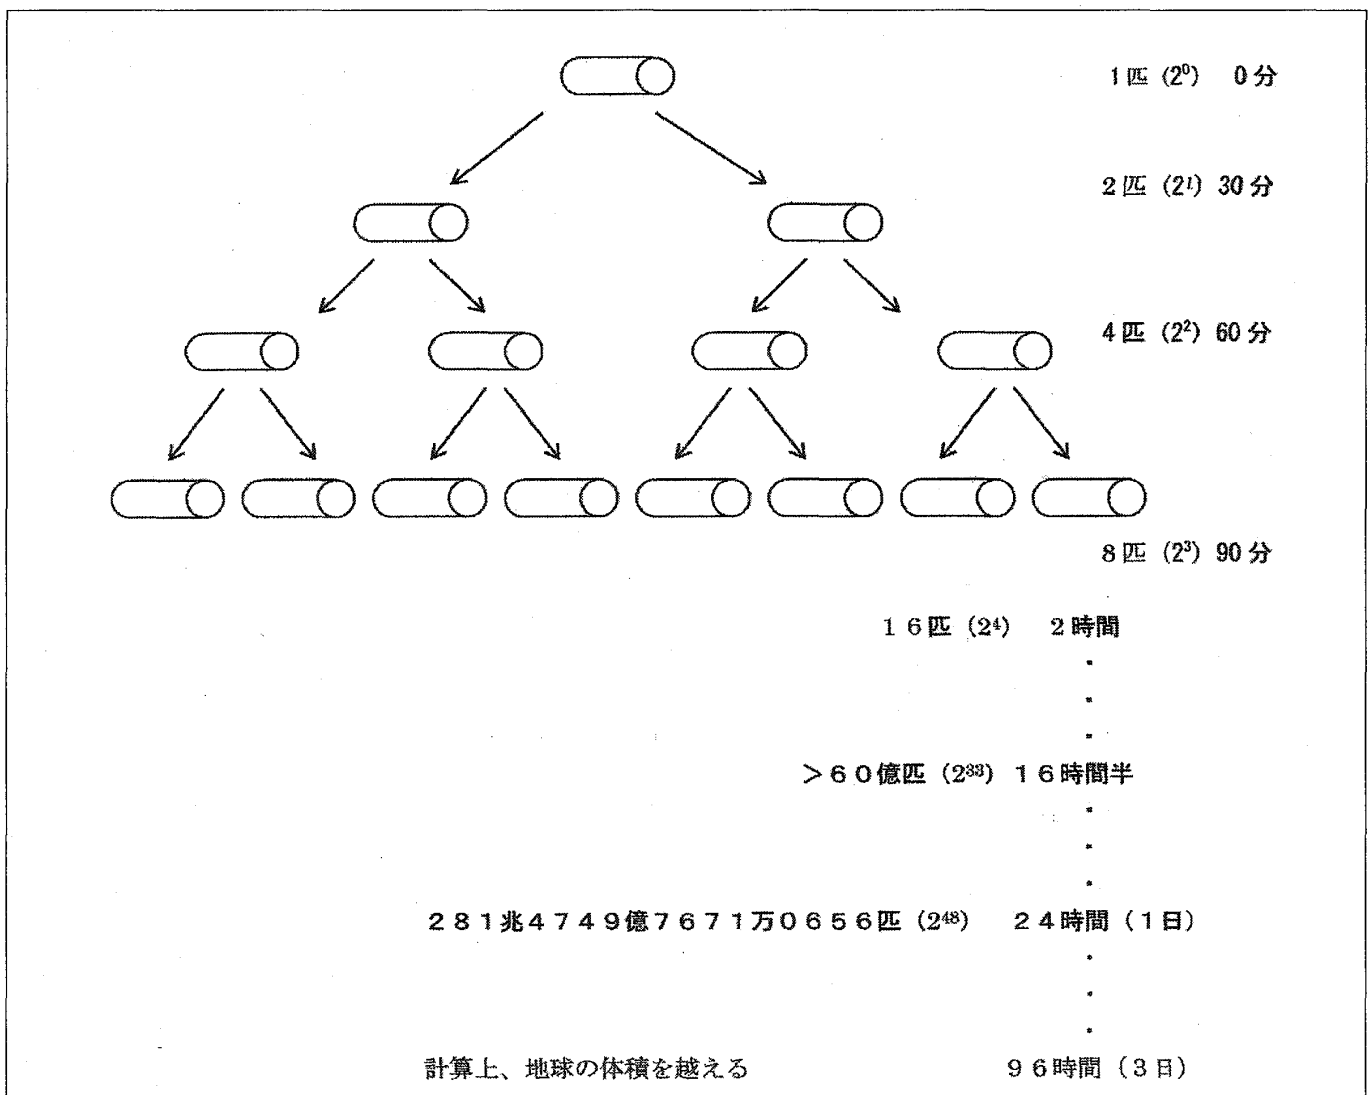 1匹 (2⁰) 0分
2匹 (2¹) 30分
4匹 (2²) 60分
8匹 (2³) 90分
16匹 (2⁴) 2時間
>60億匹 (2³³) 16時間半
281兆4749億7671万0656匹 (2⁴⁸) 24時間 (1日)
計算上、地球の体積を越える 96時間 (3日)